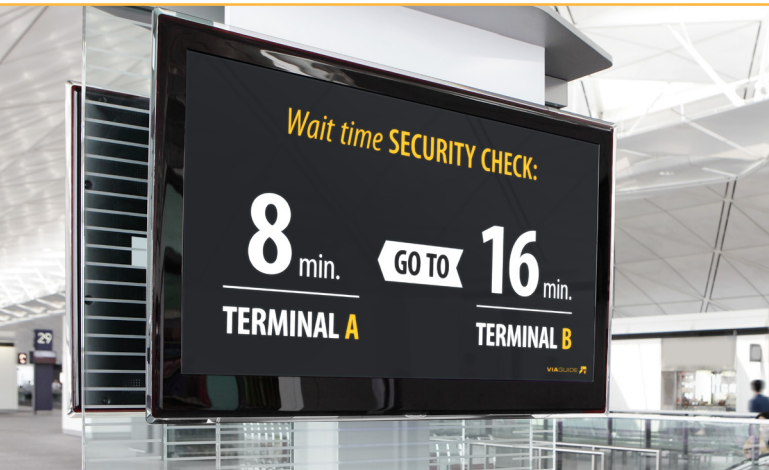 Wait time SECURITY CHECK:
8 min.
GO TO
16 min.
TERMINAL A
TERMINAL B
VIAGUIDE
29